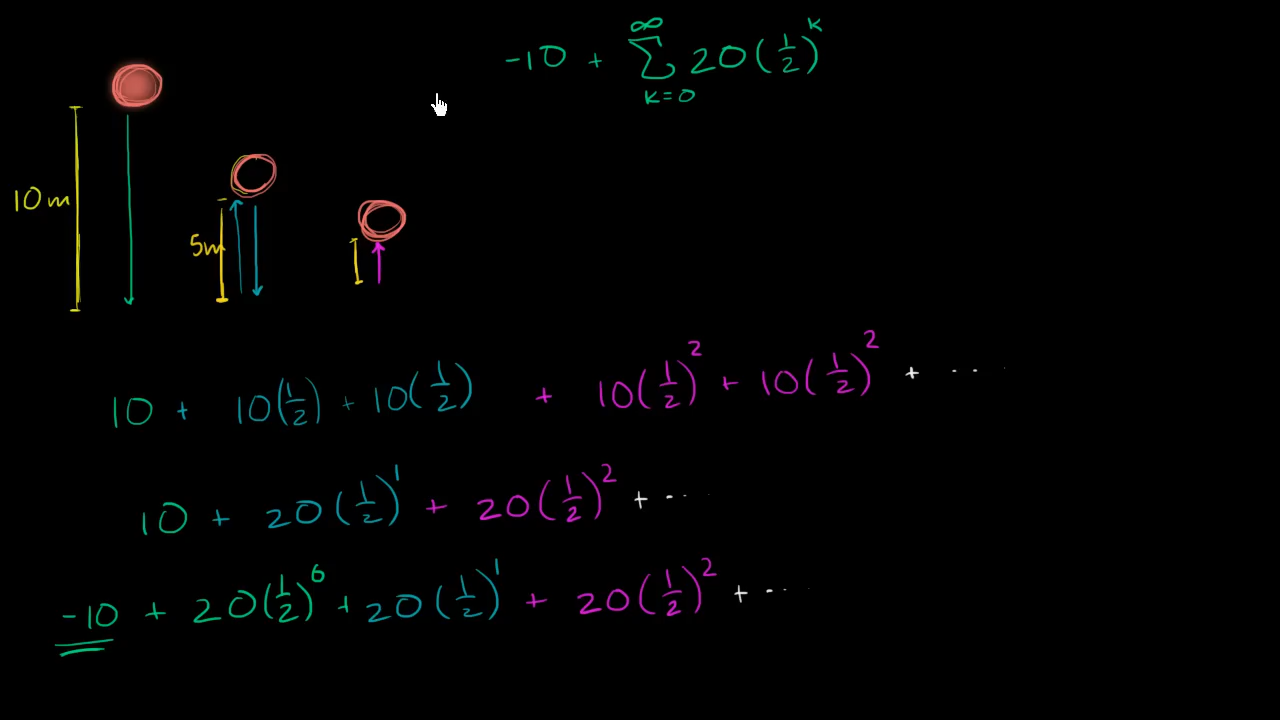 -10 + ∞ Σ k=0 20(1/2)^k
10m
5m
10 + 10(1/2) + 10(1/2) + 10(1/2)^2 + 10(1/2)^2 + ...
10 + 20(1/2)^1 + 20(1/2)^2 + ...
-10 + 20(1/2)^0 + 20(1/2)^1 + 20(1/2)^2 + ...